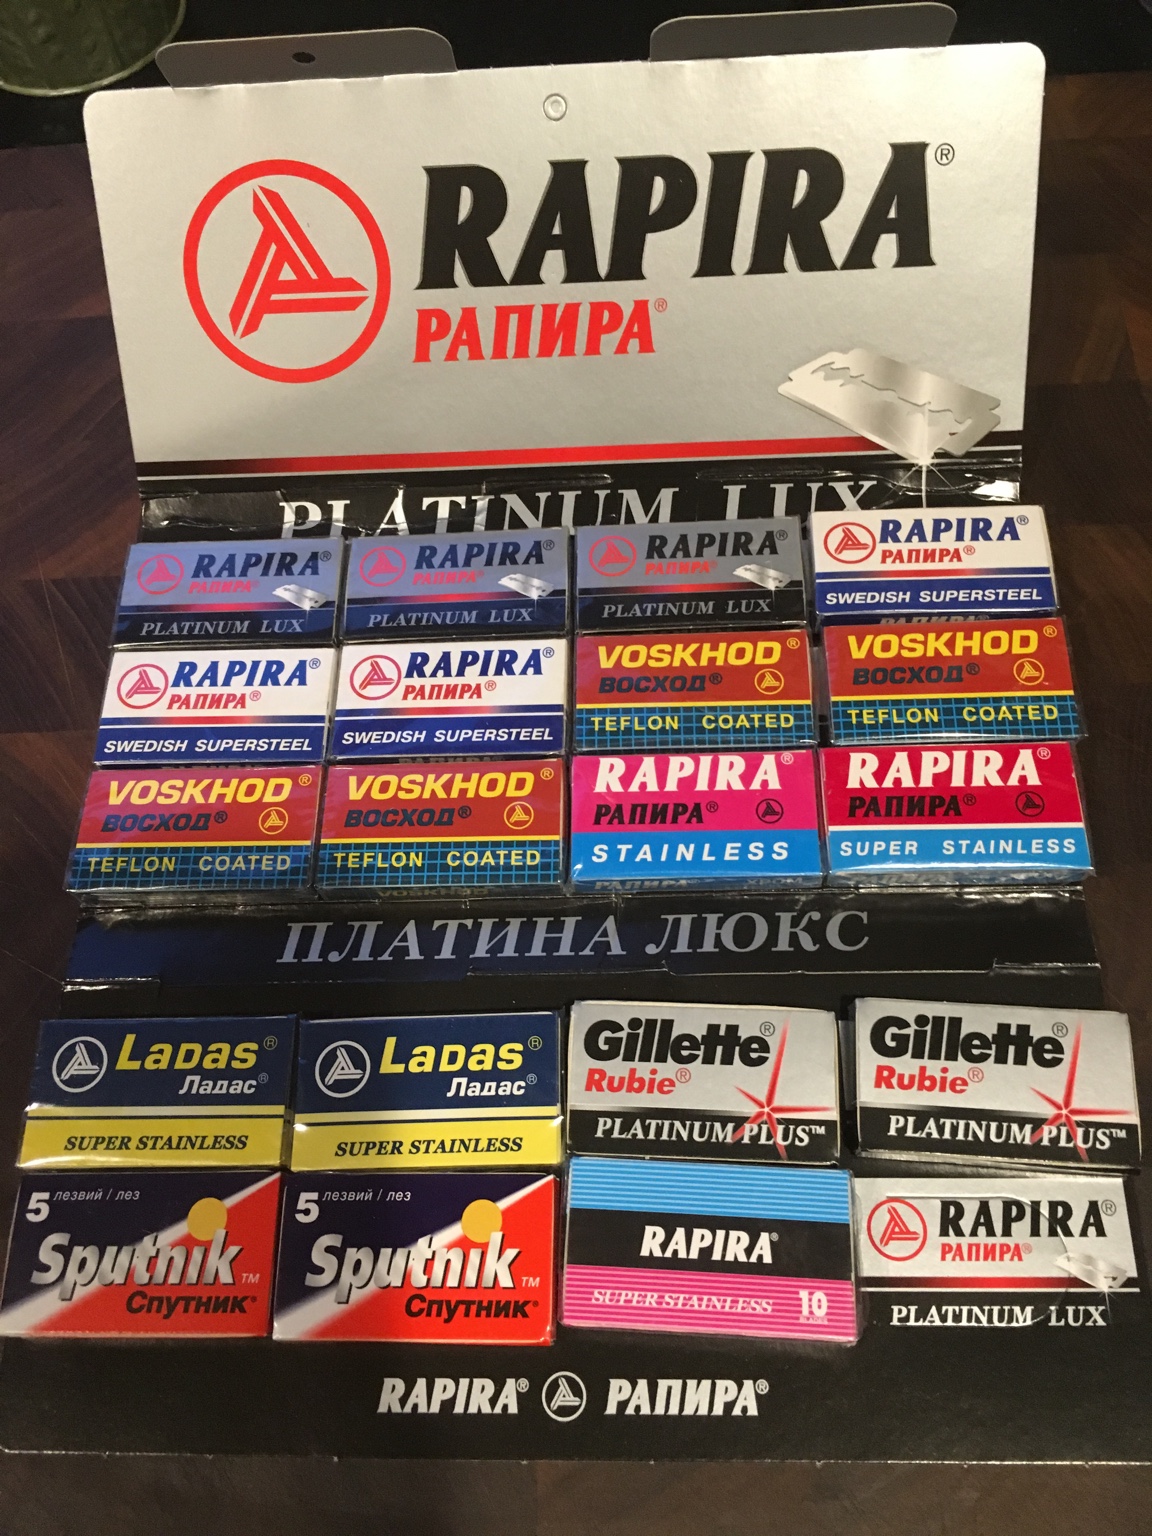 RAPIRA®
РАПИРА®
PLATINUM LUX
RAPIRA®
РАПИРА®
PLATINUM LUX
RAPIRA®
РАПИРА®
PLATINUM LUX
RAPIRA®
РАПИРА®
PLATINUM LUX
RAPIRA®
РАПИРА®
SWEDISH SUPERSTEEL
RAPIRA®
РАПИРА®
SWEDISH SUPERSTEEL
RAPIRA®
РАПИРА®
SWEDISH SUPERSTEEL
VOSKHOD®
ВОСХОД®
TEFLON COATED
VOSKHOD®
ВОСХОД®
TEFLON COATED
VOSKHOD®
ВОСХОД®
TEFLON COATED
VOSKHOD®
ВОСХОД®
TEFLON COATED
VOSKHOD
RAPIRA®
РАПИРА®
STAINLESS
RAPIRA®
РАПИРА®
SUPER STAINLESS
ПЛАТИНА ЛЮКС
LADAS®
Ладас®
SUPER STAINLESS
LADAS®
Ладас®
SUPER STAINLESS
Gillette®
Rubie®
PLATINUM PLUS™
Gillette®
Rubie®
PLATINUM PLUS™
5 лезвий / лез
Sputnik™
Спутник®
5 лезвий / лез
Sputnik™
Спутник®
RAPIRA®
SUPER STAINLESS 10
BLADES
RAPIRA®
РАПИРА®
PLATINUM LUX
RAPIRA® РАПИРА®